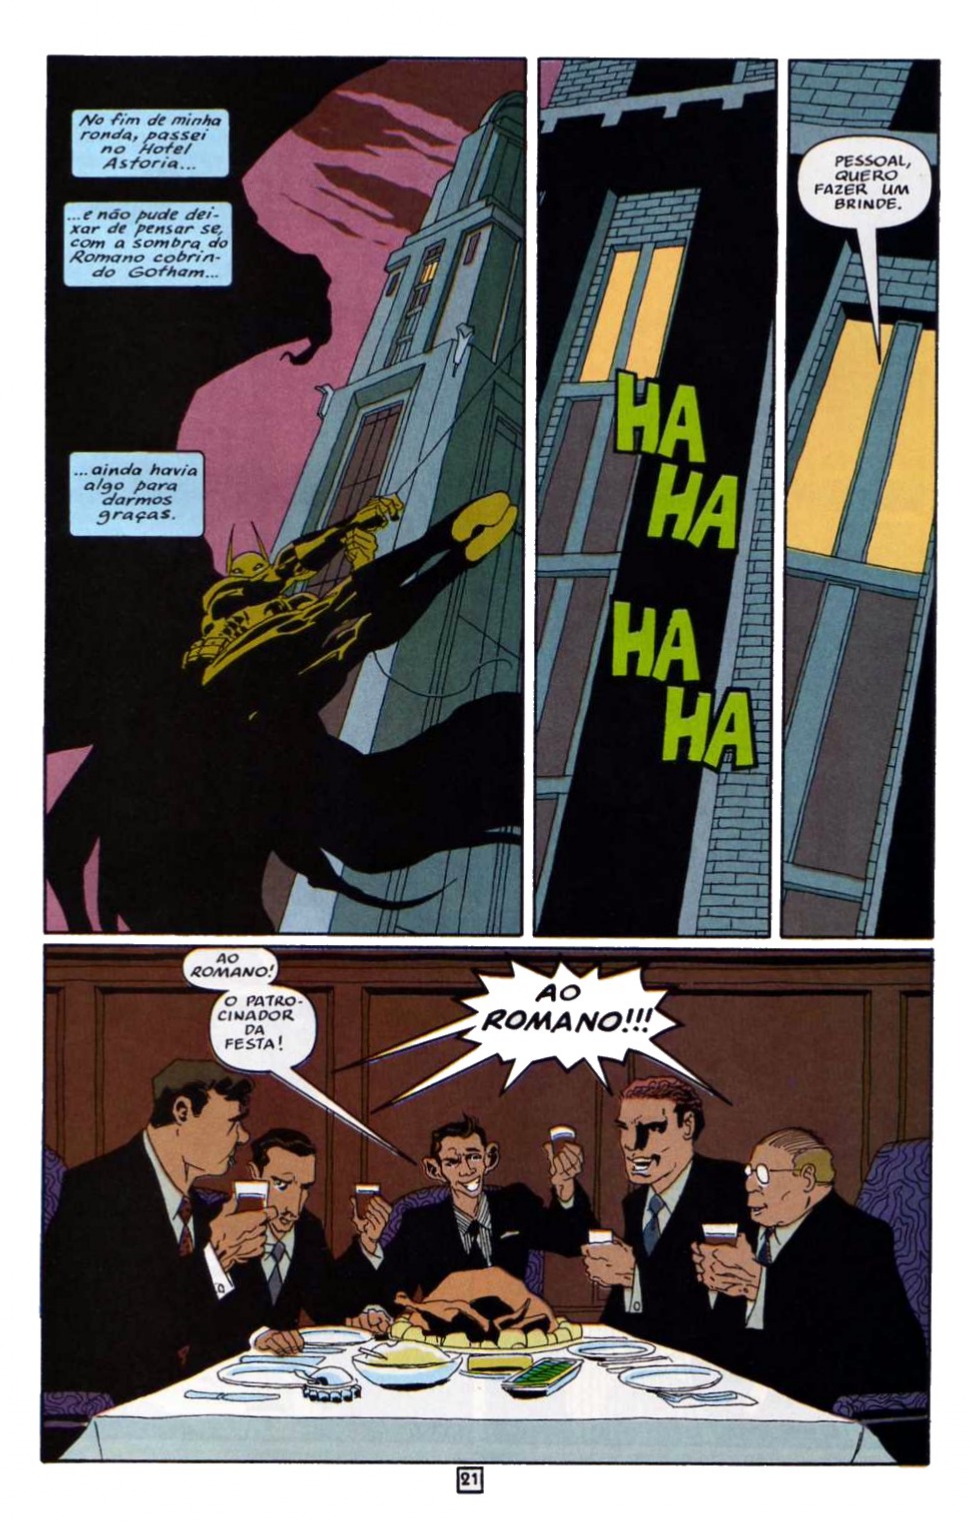 No fim de minha
ronda, passei
no Hotel
Astoria...
...e não pude dei-
xar de pensar se,
com a sombra do
Romano cobrin-
do Gotham...
...ainda havia
algo para
darmos
graças.
HA
HA
HA
HA
PESSOAL,
QUERO
FAZER UM
BRINDE.
AO
ROMANO!
O PATRO-
CINADOR
DA
FESTA!
AO
ROMANO!!!
21